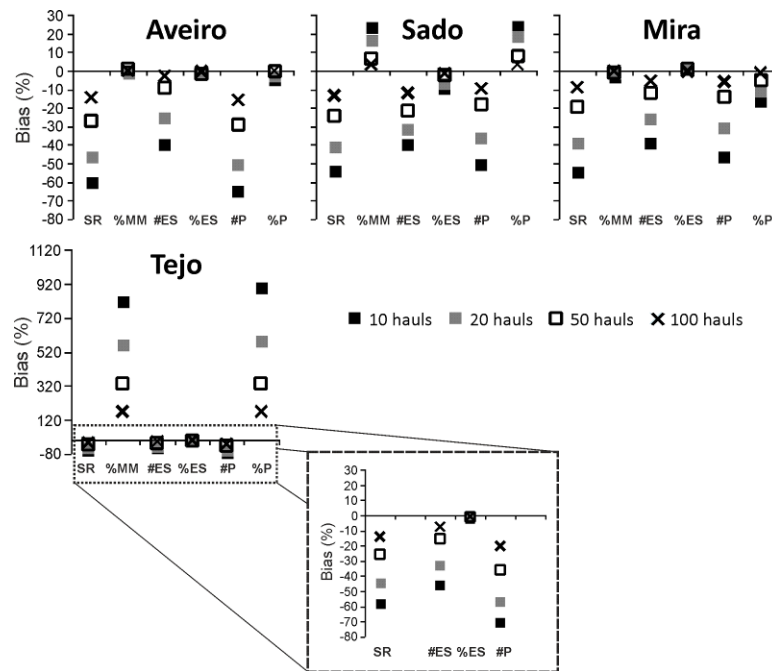 Aveiro
Sado
Mira
Bias (%)
30
20
10
0
-10
-20
-30
-40
-50
-60
-70
-80
SR %MM #ES %ES #P %P
SR %MM #ES %ES #P %P
SR %MM #ES %ES #P %P
Tejo
Bias (%)
1120
920
720
520
320
120
-80
SR %MM #ES %ES #P %P
10 hauls 20 hauls 50 hauls 100 hauls
Bias (%)
30
20
10
0
-10
-20
-30
-40
-50
-60
-70
-80
SR #ES %ES #P